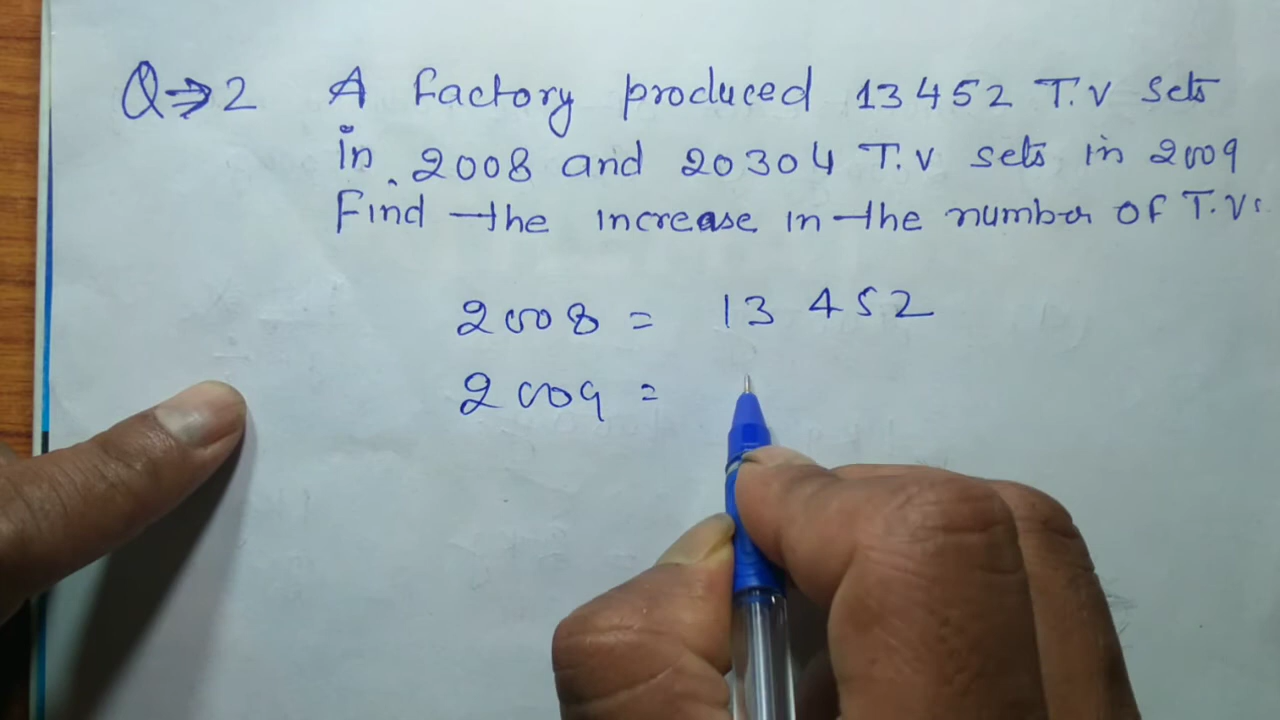 Q⇒2 A Factory produced 13452 T.V sets
in 2008 and 20304 T.V sets in 2009
Find the increase in the number of T.Vs
2008 = 13 452
2009 =